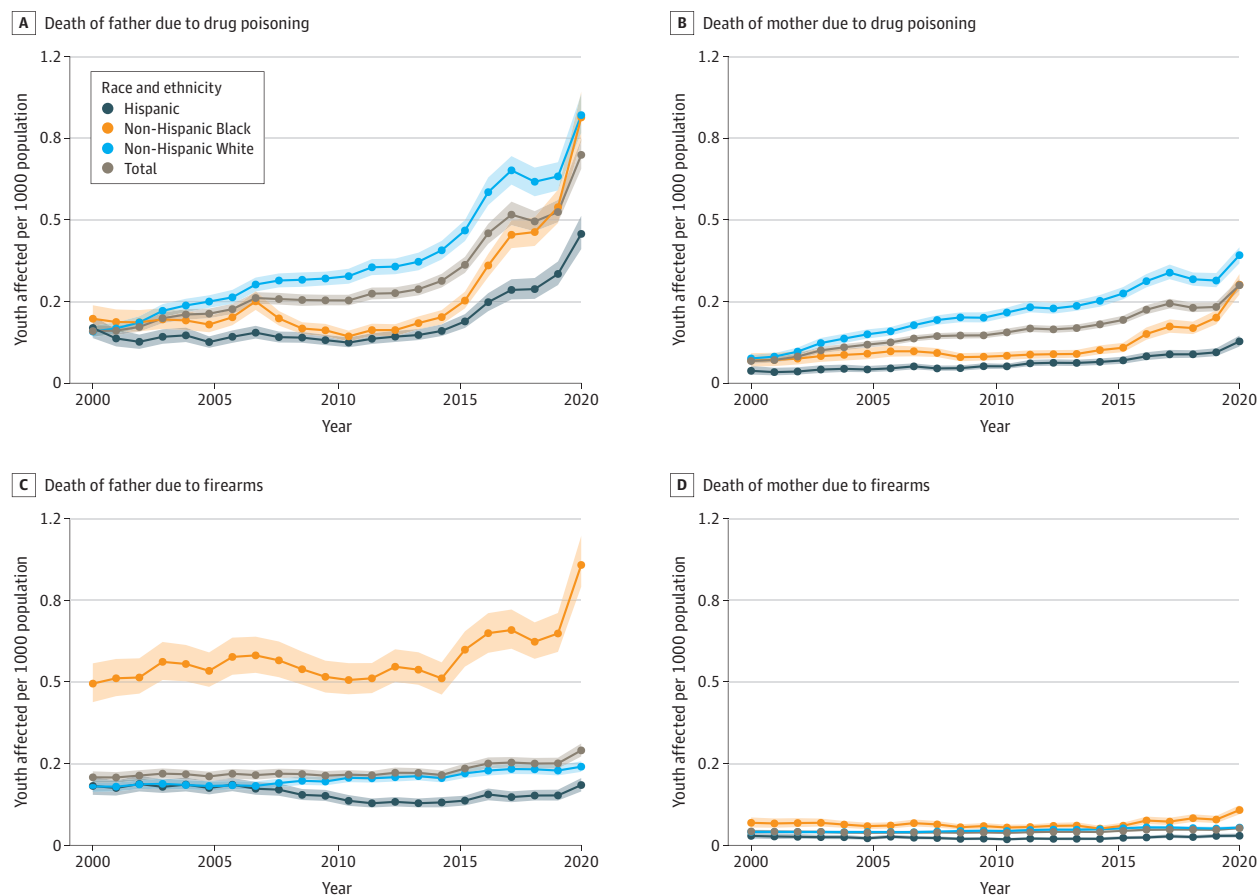 A Death of father due to drug poisoning
1.2
0.8
0.5
0.2
0
Youth affected per 1000 population
Race and ethnicity
Hispanic
Non-Hispanic Black
Non-Hispanic White
Total
2000 2005 2010 2015 2020
Year
B Death of mother due to drug poisoning
1.2
0.8
0.5
0.2
0
Youth affected per 1000 population
2000 2005 2010 2015 2020
Year
C Death of father due to firearms
1.2
0.8
0.5
0.2
0
Youth affected per 1000 population
2000 2005 2010 2015 2020
Year
D Death of mother due to firearms
1.2
0.8
0.5
0.2
0
Youth affected per 1000 population
2000 2005 2010 2015 2020
Year